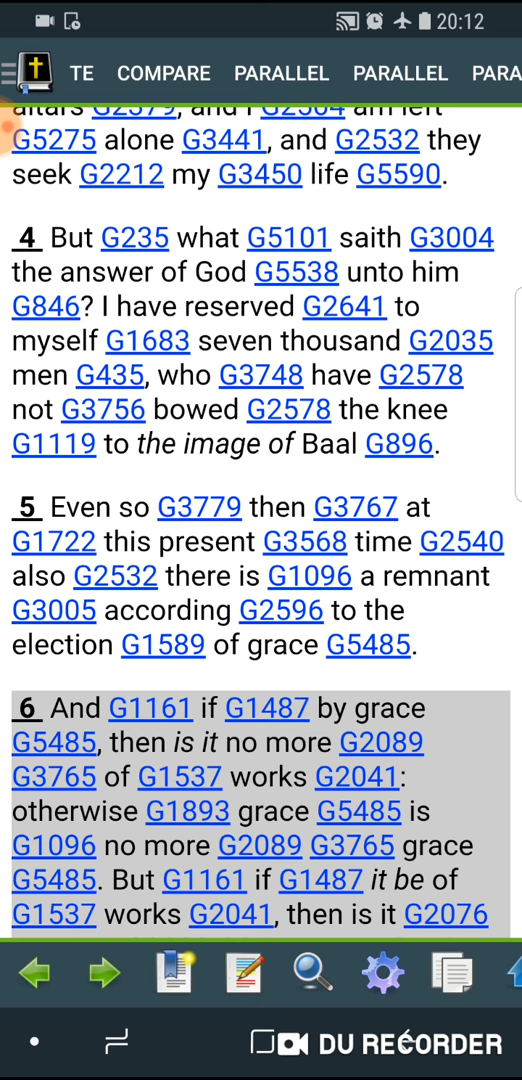 20:12
TE COMPARE PARALLEL PARALLEL PARA
altars G2379, and I G2504 am left
G5275 alone G3441, and G2532 they
seek G2212 my G3450 life G5590.
4 But G235 what G5101 saith G3004
the answer of God G5538 unto him
G846? I have reserved G2641 to
myself G1683 seven thousand G2035
men G435, who G3748 have G2578
not G3756 bowed G2578 the knee
G1119 to the image of Baal G896.
5 Even so G3779 then G3767 at
G1722 this present G3568 time G2540
also G2532 there is G1096 a remnant
G3005 according G2596 to the
election G1589 of grace G5485.
6 And G1161 if G1487 by grace
G5485, then is it no more G2089
G3765 of G1537 works G2041:
otherwise G1893 grace G5485 is
G1096 no more G2089 G3765 grace
G5485. But G1161 if G1487 it be of
G1537 works G2041, then is it G2076
DU RECORDER